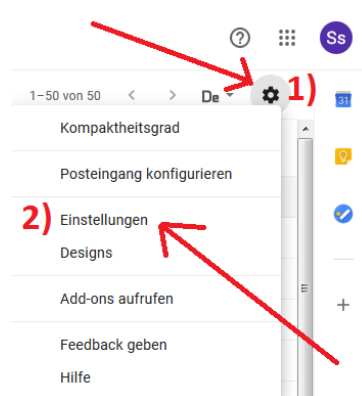 Ss
1–50 von 50 < > De 1)
31
Kompaktheitsgrad
Posteingang konfigurieren
2) Einstellungen
Designs
Add-ons aufrufen
Feedback geben
Hilfe